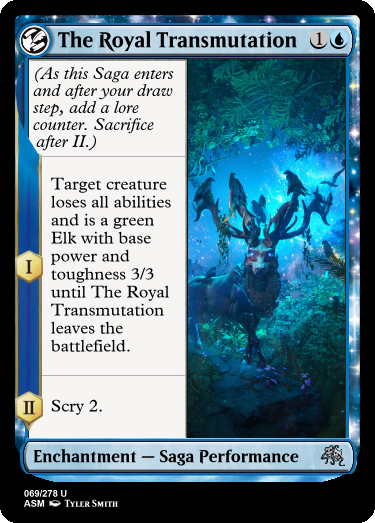 The Royal Transmutation 1
(As this Saga enters
and after your draw
step, add a lore
counter. Sacrifice
after II.)
I
Target creature
loses all abilities
and is a green
Elk with base
power and
toughness 3/3
until The Royal
Transmutation
leaves the
battlefield.
II
Scry 2.
Enchantment — Saga Performance
069/278 U
ASM Tyler Smith